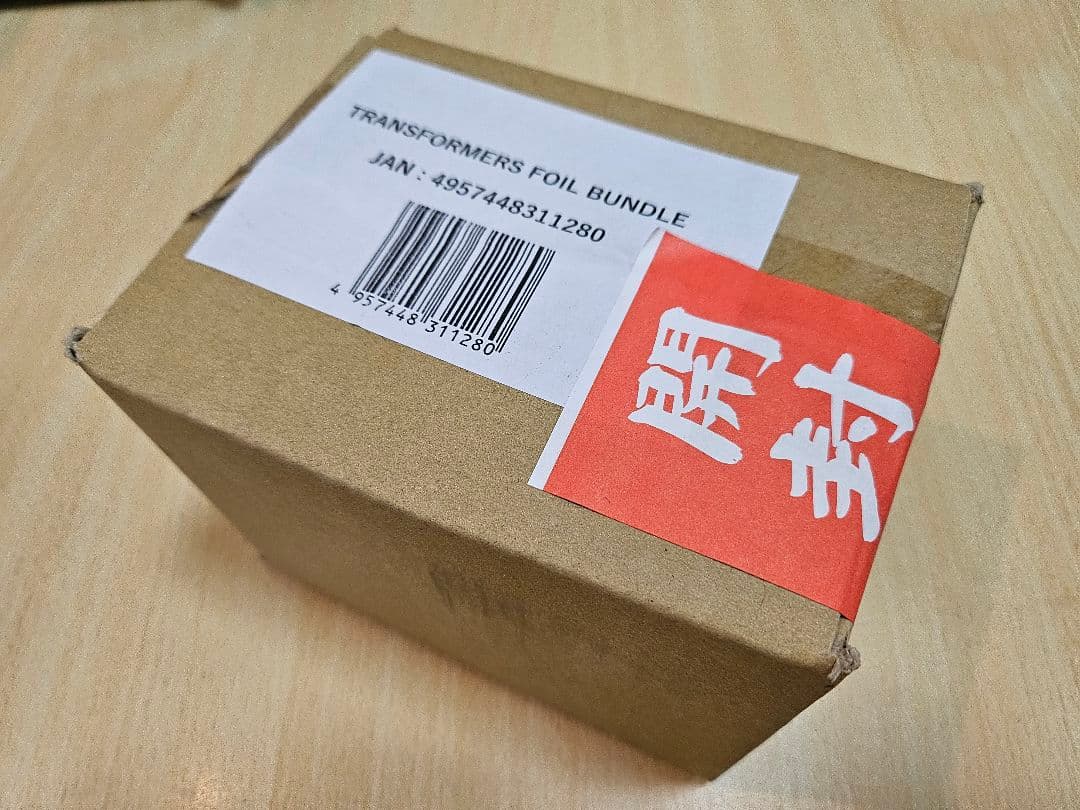 TRANSFORMERS FOIL BUNDLE
JAN : 4957448311280
4 957448 311280
開封